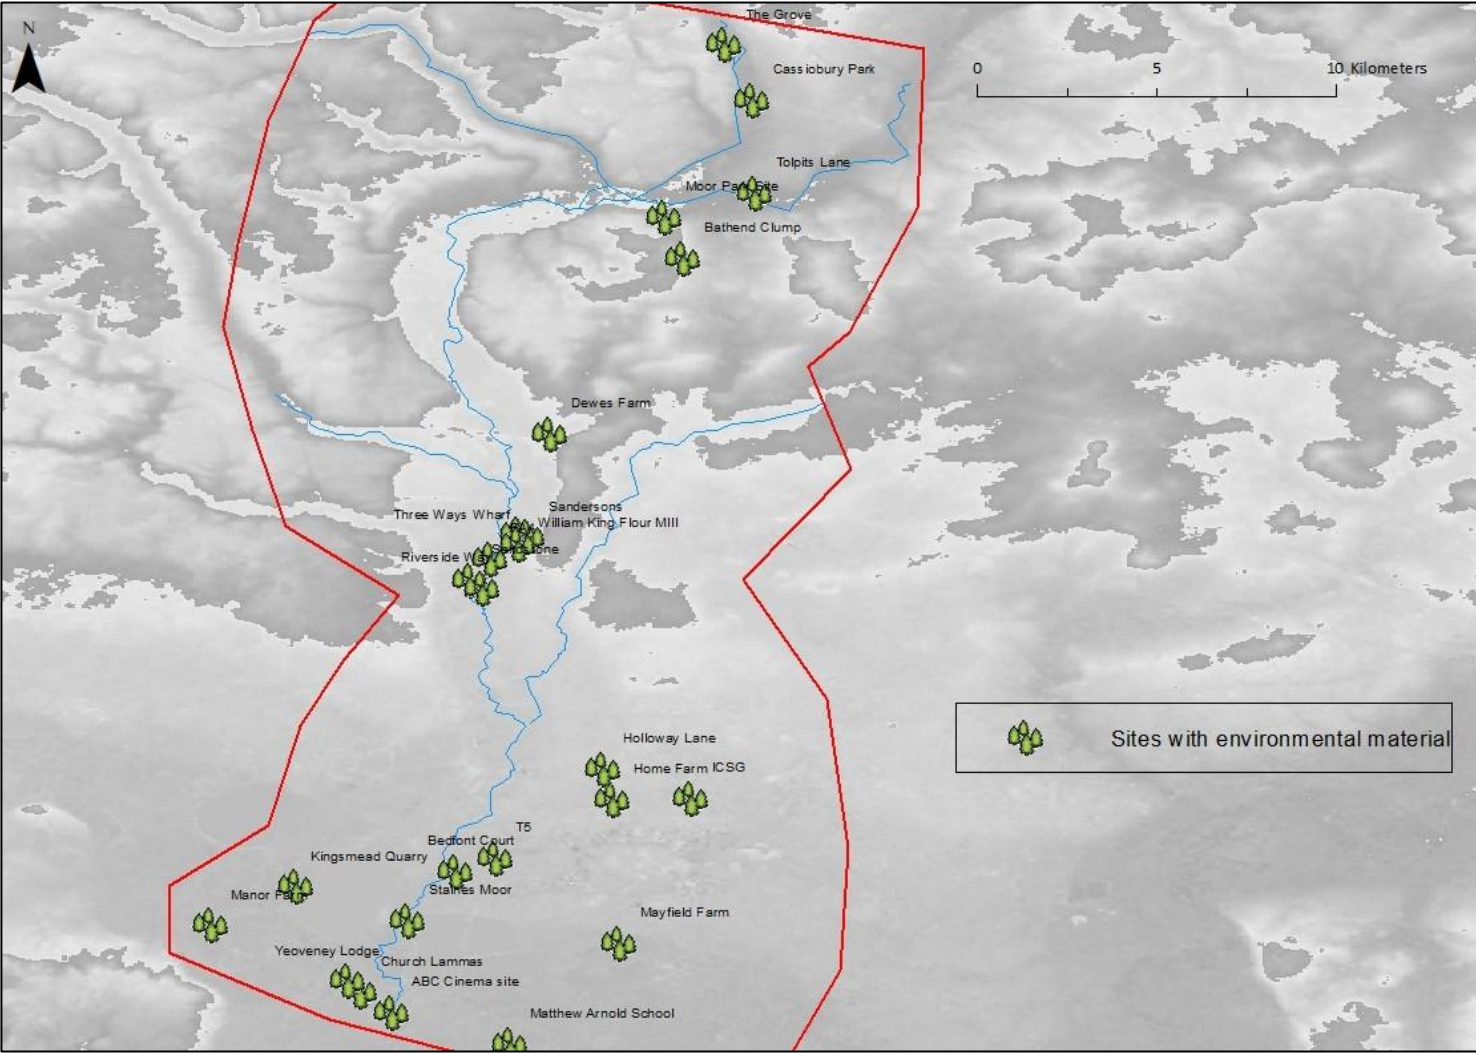 The Grove
N
Cassiobury Park
0 5 10 Kilometers
Tolpits Lane
Moor Park Site
Bathend Clump
Dewes Farm
Sandersons
Three Ways Wharf
William King Flour MIll
Riverside Way
Holloway Lane
Sites with environmental material
Home Farm
ICSG
T5
Bedfont Court
Kingsmead Quarry
Staines Moor
Manor Farm
Mayfield Farm
Yeoveney Lodge
Church Lammas
ABC Cinema site
Matthew Arnold School